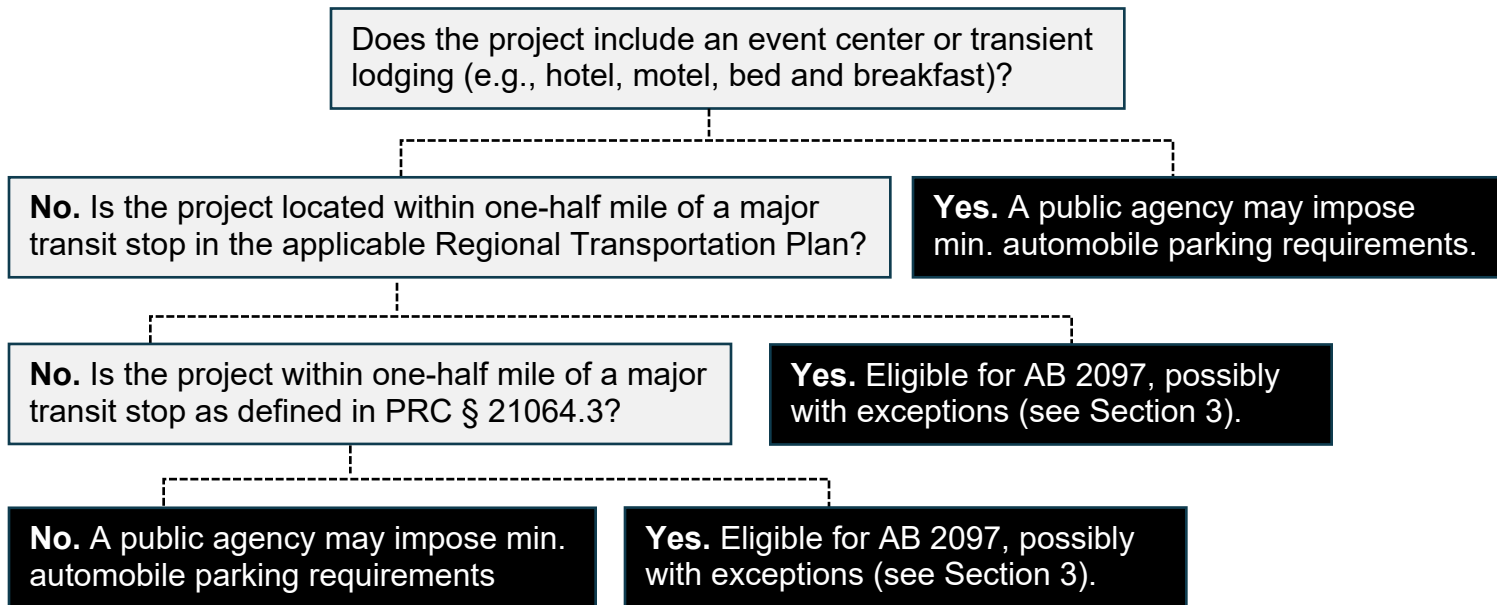 Does the project include an event center or transient
lodging (e.g., hotel, motel, bed and breakfast)?
No. Is the project located within one-half mile of a major
transit stop in the applicable Regional Transportation Plan?
Yes. A public agency may impose
min. automobile parking requirements.
No. Is the project within one-half mile of a major
transit stop as defined in PRC § 21064.3?
Yes. Eligible for AB 2097, possibly
with exceptions (see Section 3).
No. A public agency may impose min.
automobile parking requirements
Yes. Eligible for AB 2097, possibly
with exceptions (see Section 3).